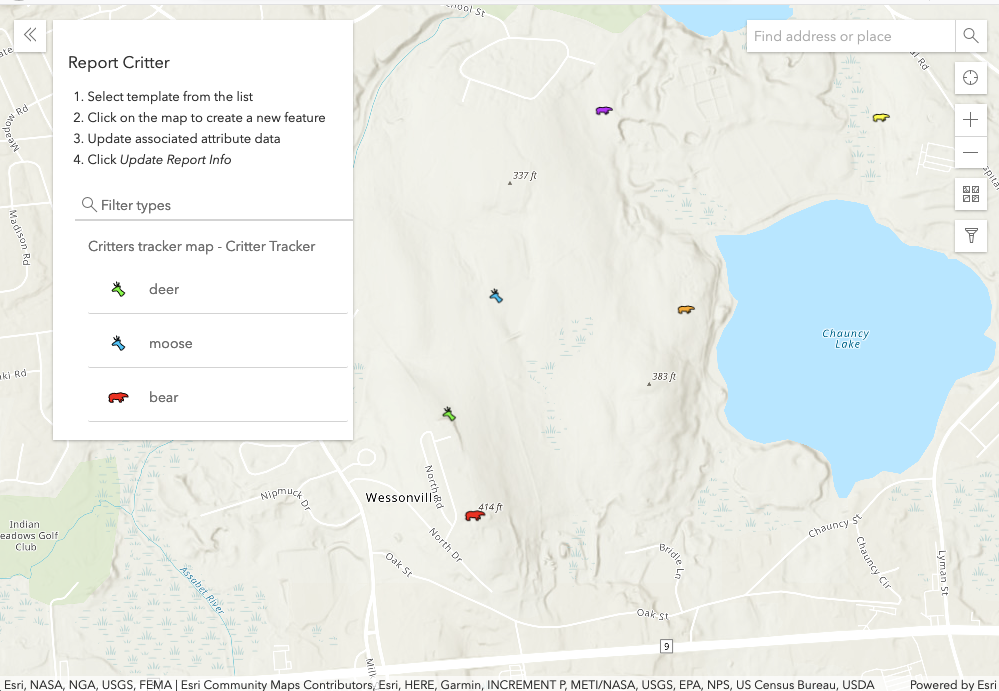 Report Critter
1. Select template from the list
2. Click on the map to create a new feature
3. Update associated attribute data
4. Click Update Report Info
Filter types
Critters tracker map - Critter Tracker
deer
moose
bear
Find address or place
School St
Meadow Rd
Madison Rd
ki Rd
337 ft
383 ft
Chauncy
Lake
Wessonvill
North Rd
414 ft
Nipmuck Dr
North Dr
Oak St
Indian
eadows Golf
Club
Assabet River
Bridle Ln
Chauncy St
Chauncy Cir
Lyman St
Oak St
9
Esri, NASA, NGA, USGS, FEMA | Esri Community Maps Contributors, Esri, HERE, Garmin, INCREMENT P, METI/NASA, USGS, EPA, NPS, US Census Bureau, USDA
Powered by Esri